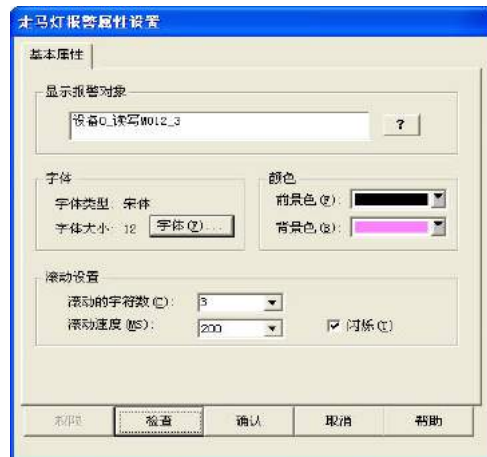 走马灯报警属性设置
基本属性
显示报警对象
设备0_读写M012_3
?
字体
字体类型: 宋体
字体大小: 12
字体(Z)...
颜色
前景色(F):
背景色(B):
滚动设置
滚动的字符数(C): 3
滚动速度(MS): 200
闪烁(T)
权限
检查
确认
取消
帮助